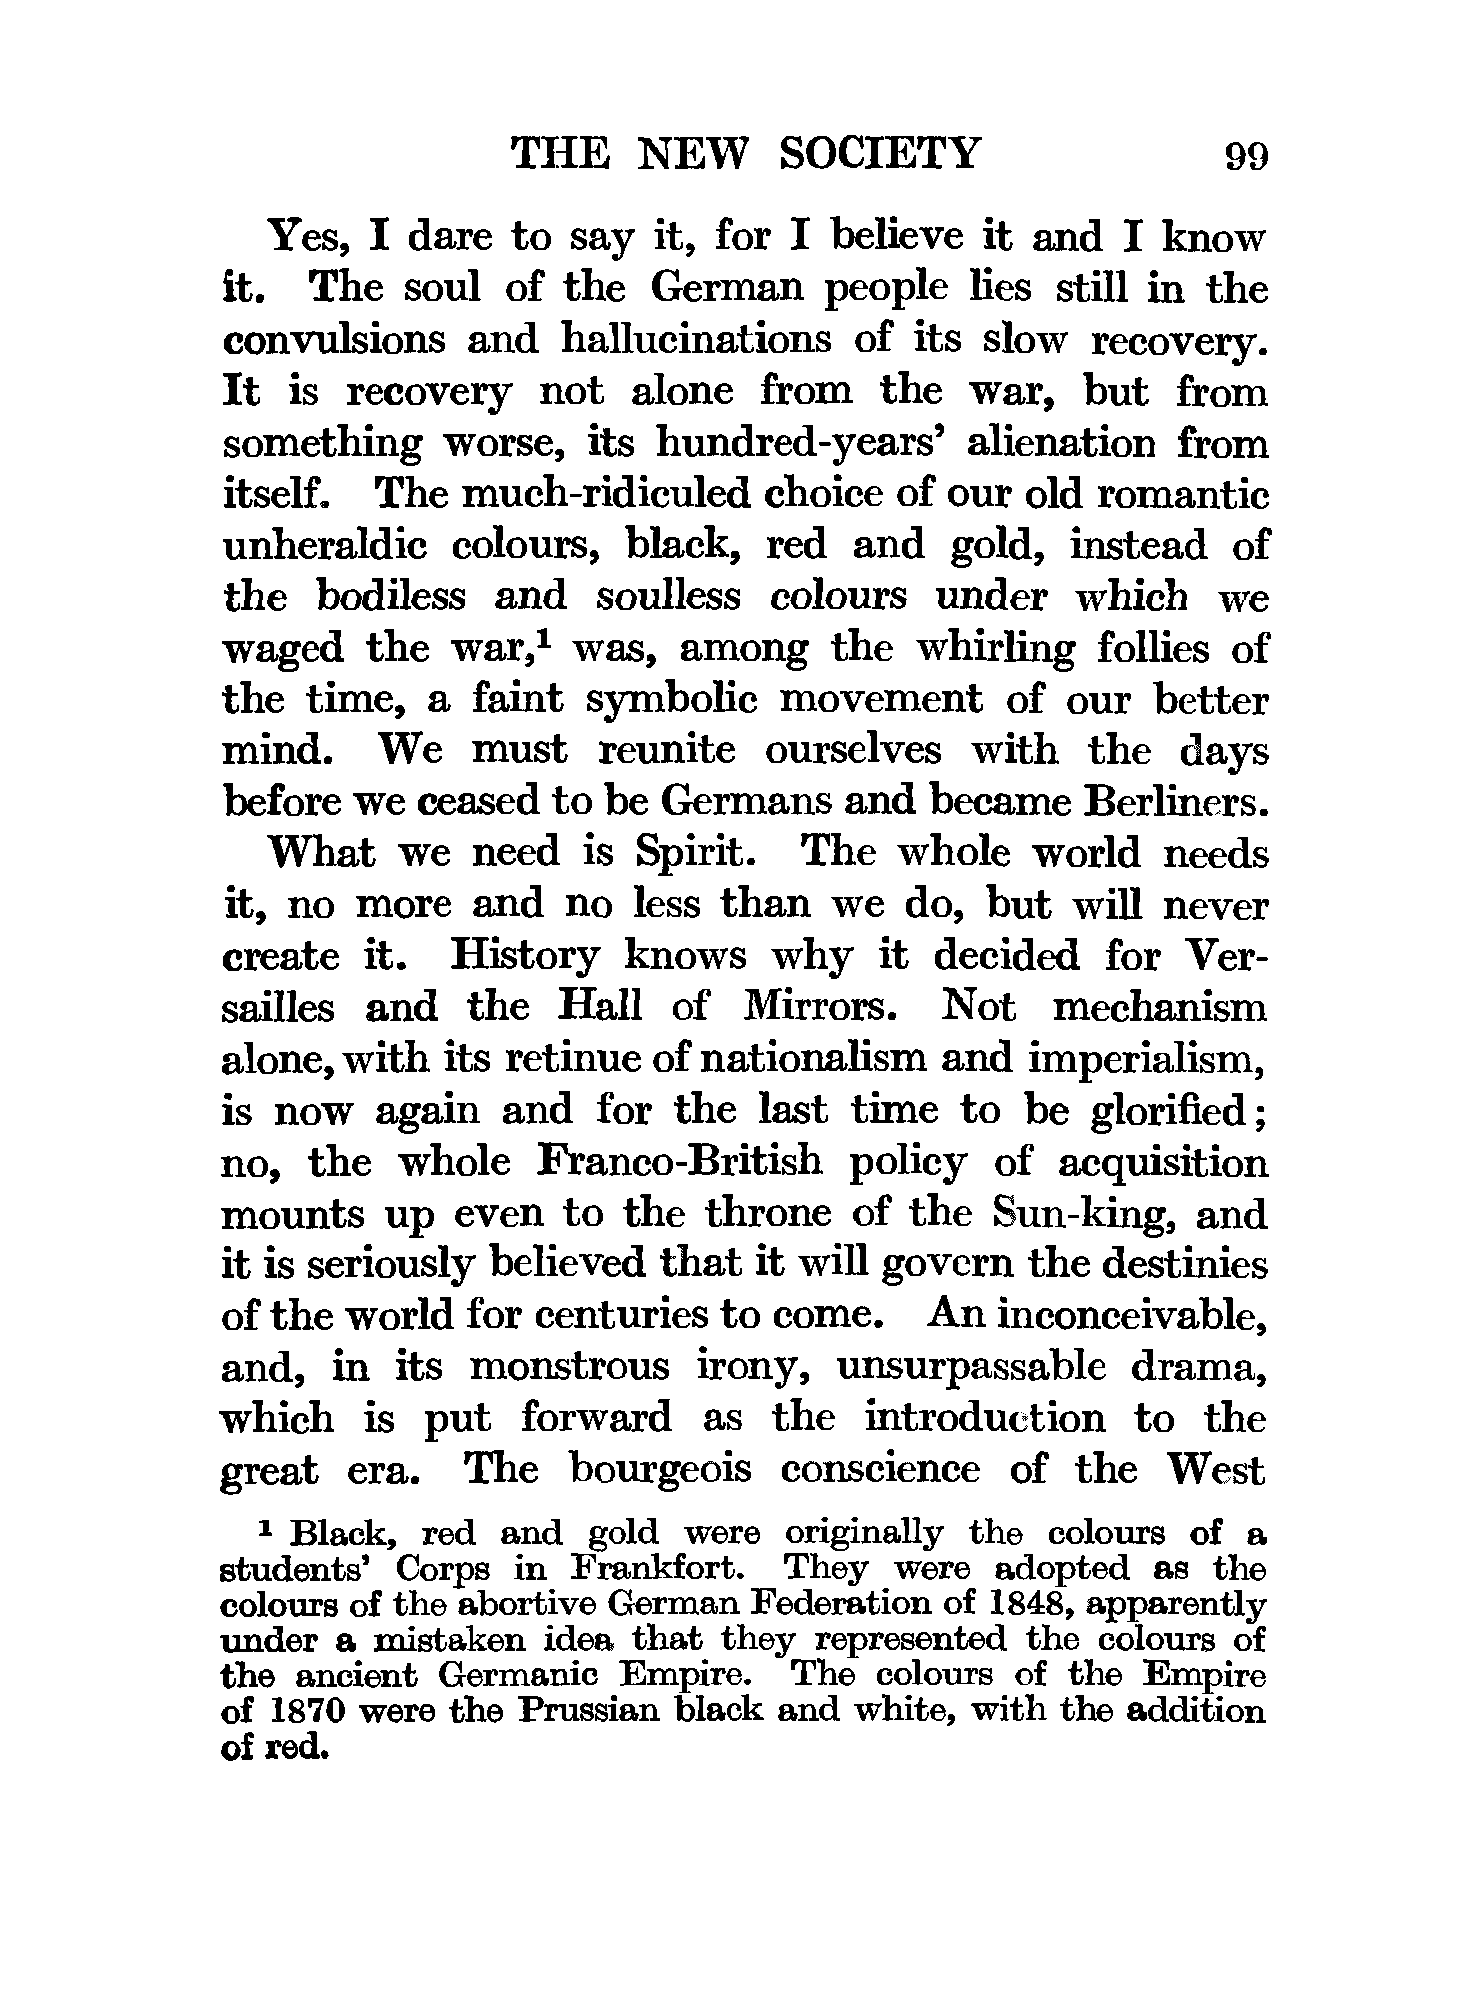 THE NEW SOCIETY 99
Yes, I dare to say it, for I believe it and I know
it. The soul of the German people lies still in the
convulsions and hallucinations of its slow recovery.
It is recovery not alone from the war, but from
something worse, its hundred-years' alienation from
itself. The much-ridiculed choice of our old romantic
unheraldic colours, black, red and gold, instead of
the bodiless and soulless colours under which we
waged the war,¹ was, among the whirling follies of
the time, a faint symbolic movement of our better
mind. We must reunite ourselves with the days
before we ceased to be Germans and became Berliners.
What we need is Spirit. The whole world needs
it, no more and no less than we do, but will never
create it. History knows why it decided for Ver-
sailles and the Hall of Mirrors. Not mechanism
alone, with its retinue of nationalism and imperialism,
is now again and for the last time to be glorified;
no, the whole Franco-British policy of acquisition
mounts up even to the throne of the Sun-king, and
it is seriously believed that it will govern the destinies
of the world for centuries to come. An inconceivable,
and, in its monstrous irony, unsurpassable drama,
which is put forward as the introduction to the
great era. The bourgeois conscience of the West
¹ Black, red and gold were originally the colours of a
students' Corps in Frankfort. They were adopted as the
colours of the abortive German Federation of 1848, apparently
under a mistaken idea that they represented the colours of
the ancient Germanic Empire. The colours of the Empire
of 1870 were the Prussian black and white, with the addition
of red.